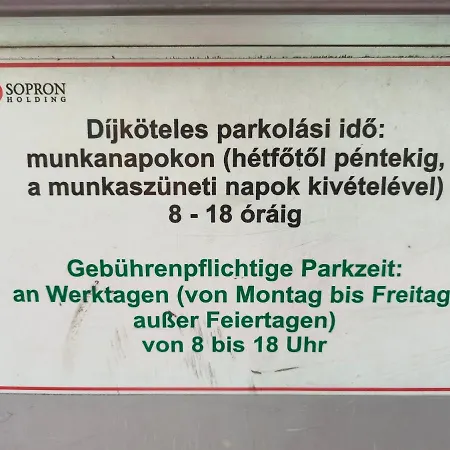 SOPRON
HOLDING
Díjköteles parkolási idő:
munkanapokon (hétfőtől péntekig,
a munkaszüneti napok kivételével)
8 - 18 óráig
Gebührenpflichtige Parkzeit:
an Werktagen (von Montag bis Freitag
außer Feiertagen)
von 8 bis 18 Uhr